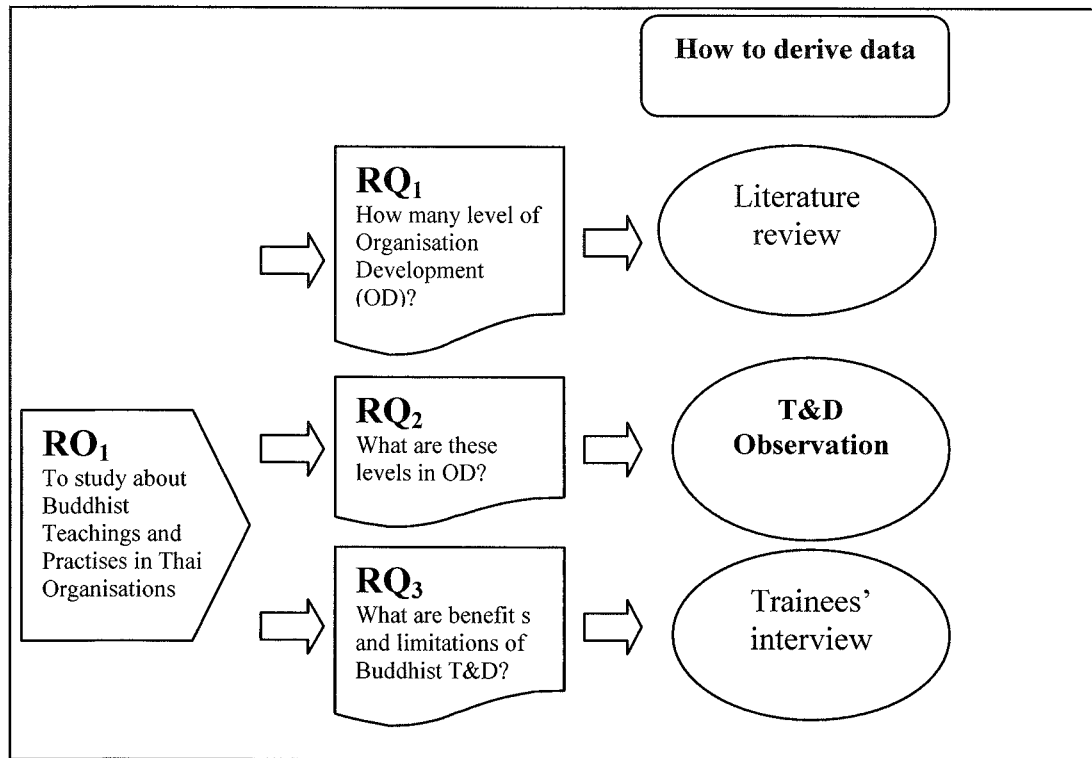 How to derive data
RQ₁
How many level of
Organisation
Development
(OD)?
Literature
review
RO₁
To study about
Buddhist
Teachings and
Practises in Thai
Organisations
RQ₂
What are these
levels in OD?
T&D
Observation
RQ₃
What are benefit s
and limitations of
Buddhist T&D?
Trainees’
interview